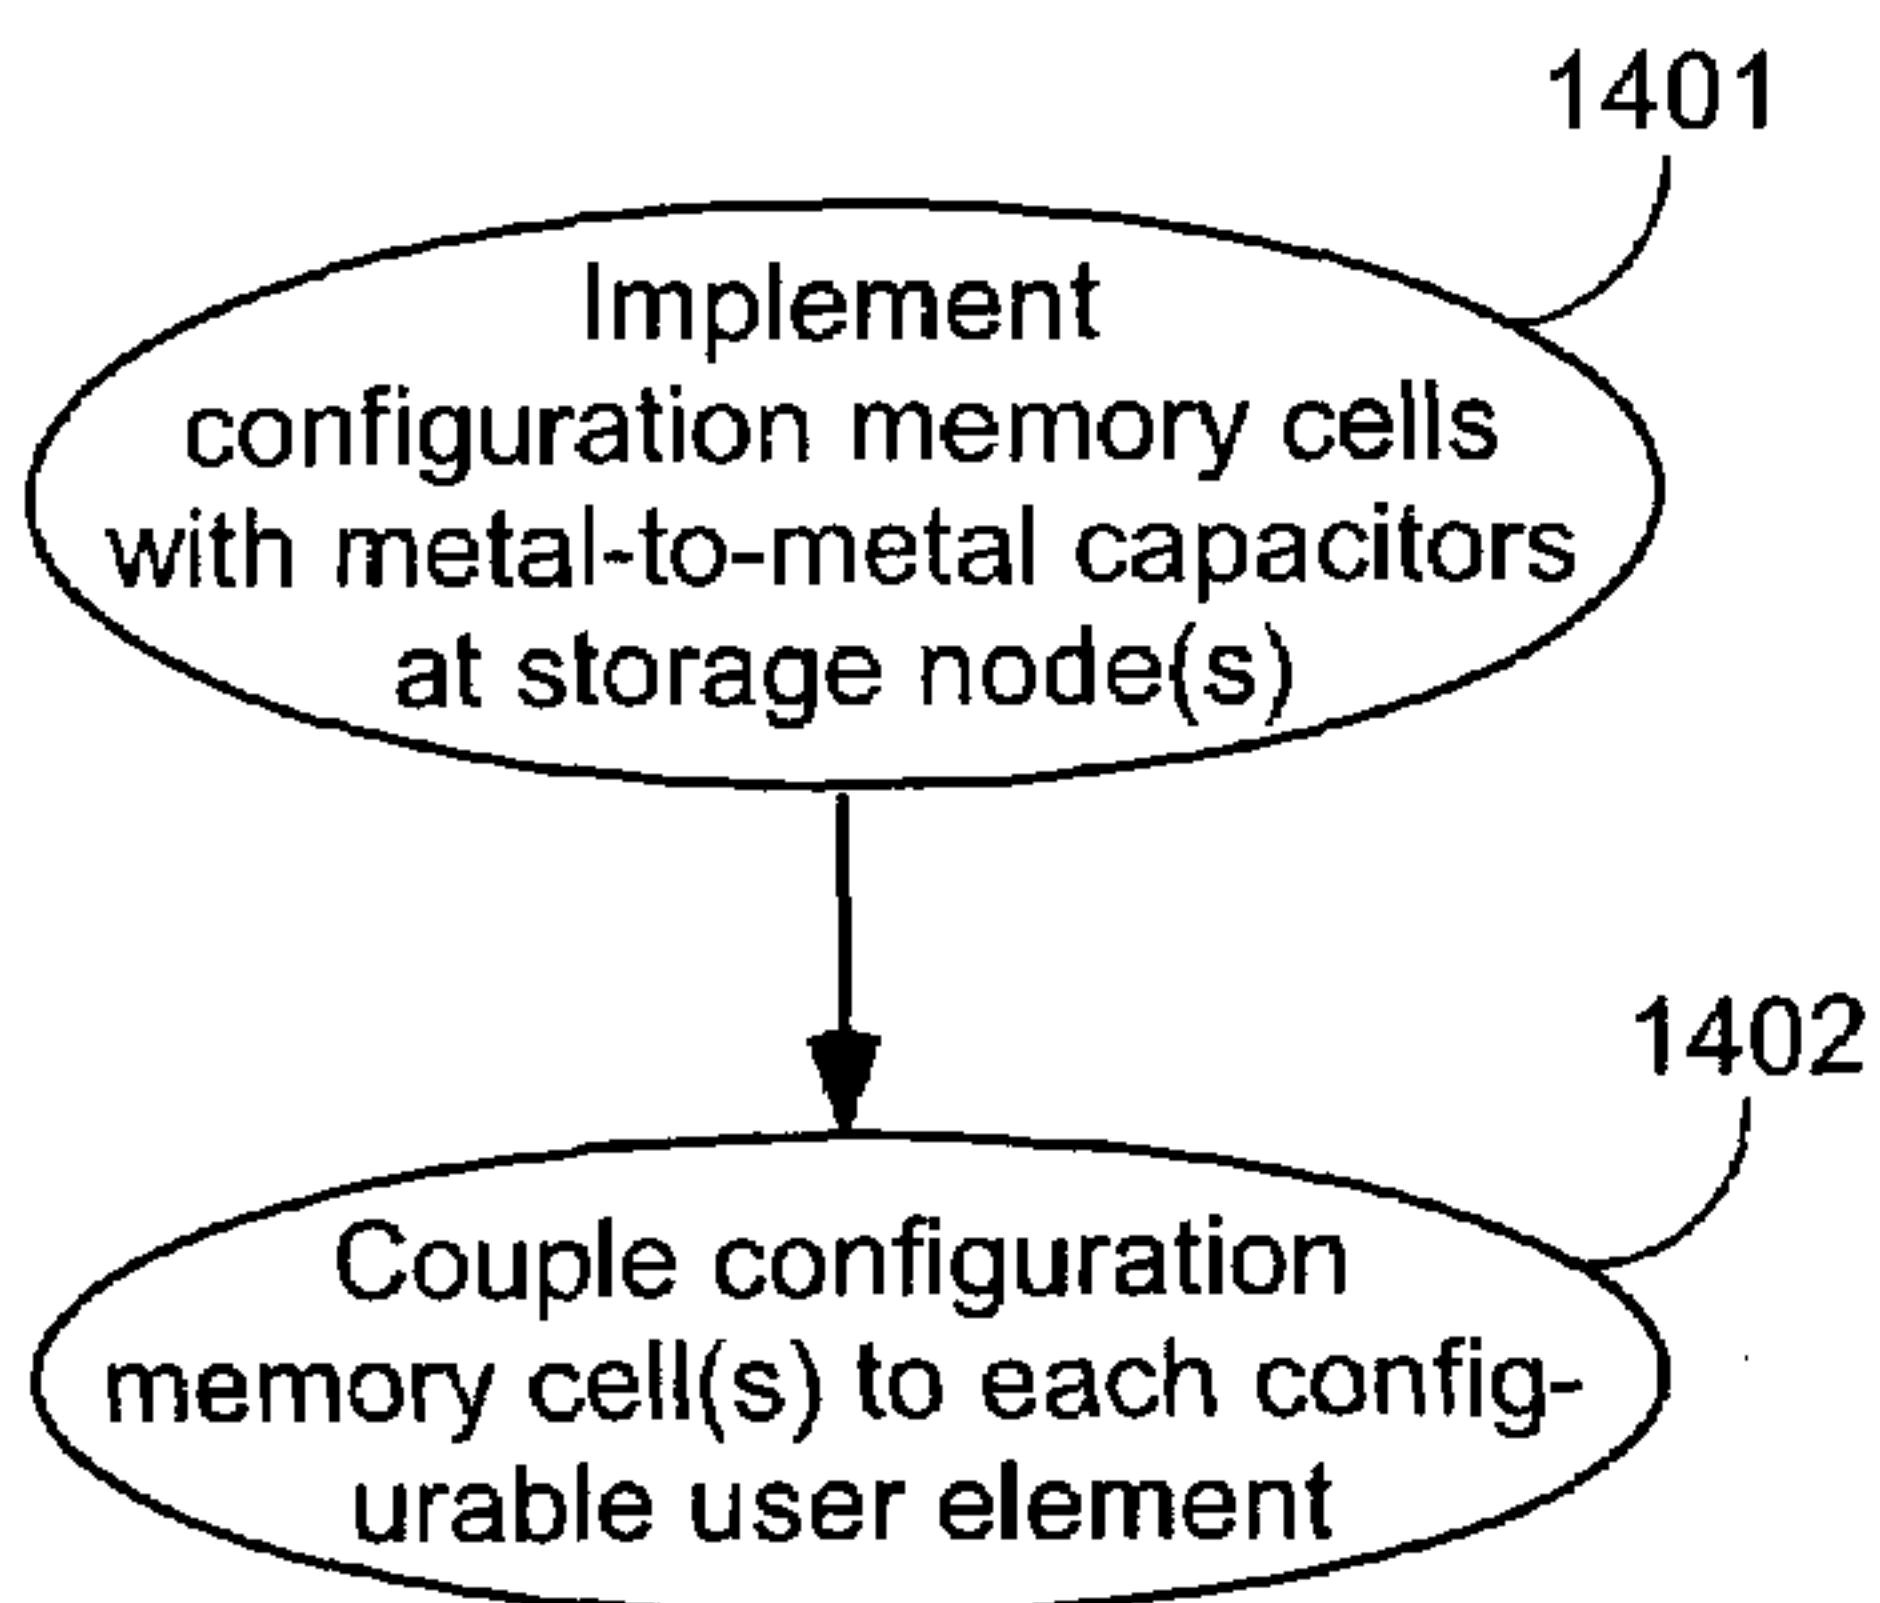 1401
Implement
configuration memory cells
with metal-to-metal capacitors
at storage node(s)
1402
Couple configuration
memory cell(s) to each config-
urable user element